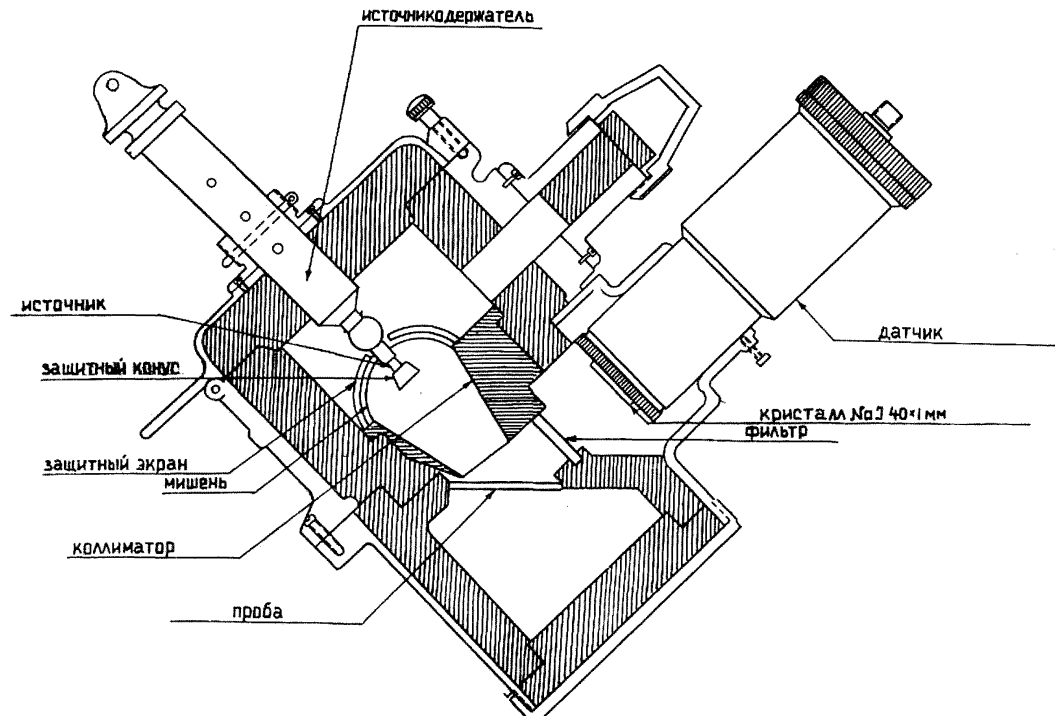 источникодержатель
источник
защитный конус
датчик
кристалл NaJ 40×1мм
фильтр
защитный экран
мишень
коллиматор
проба